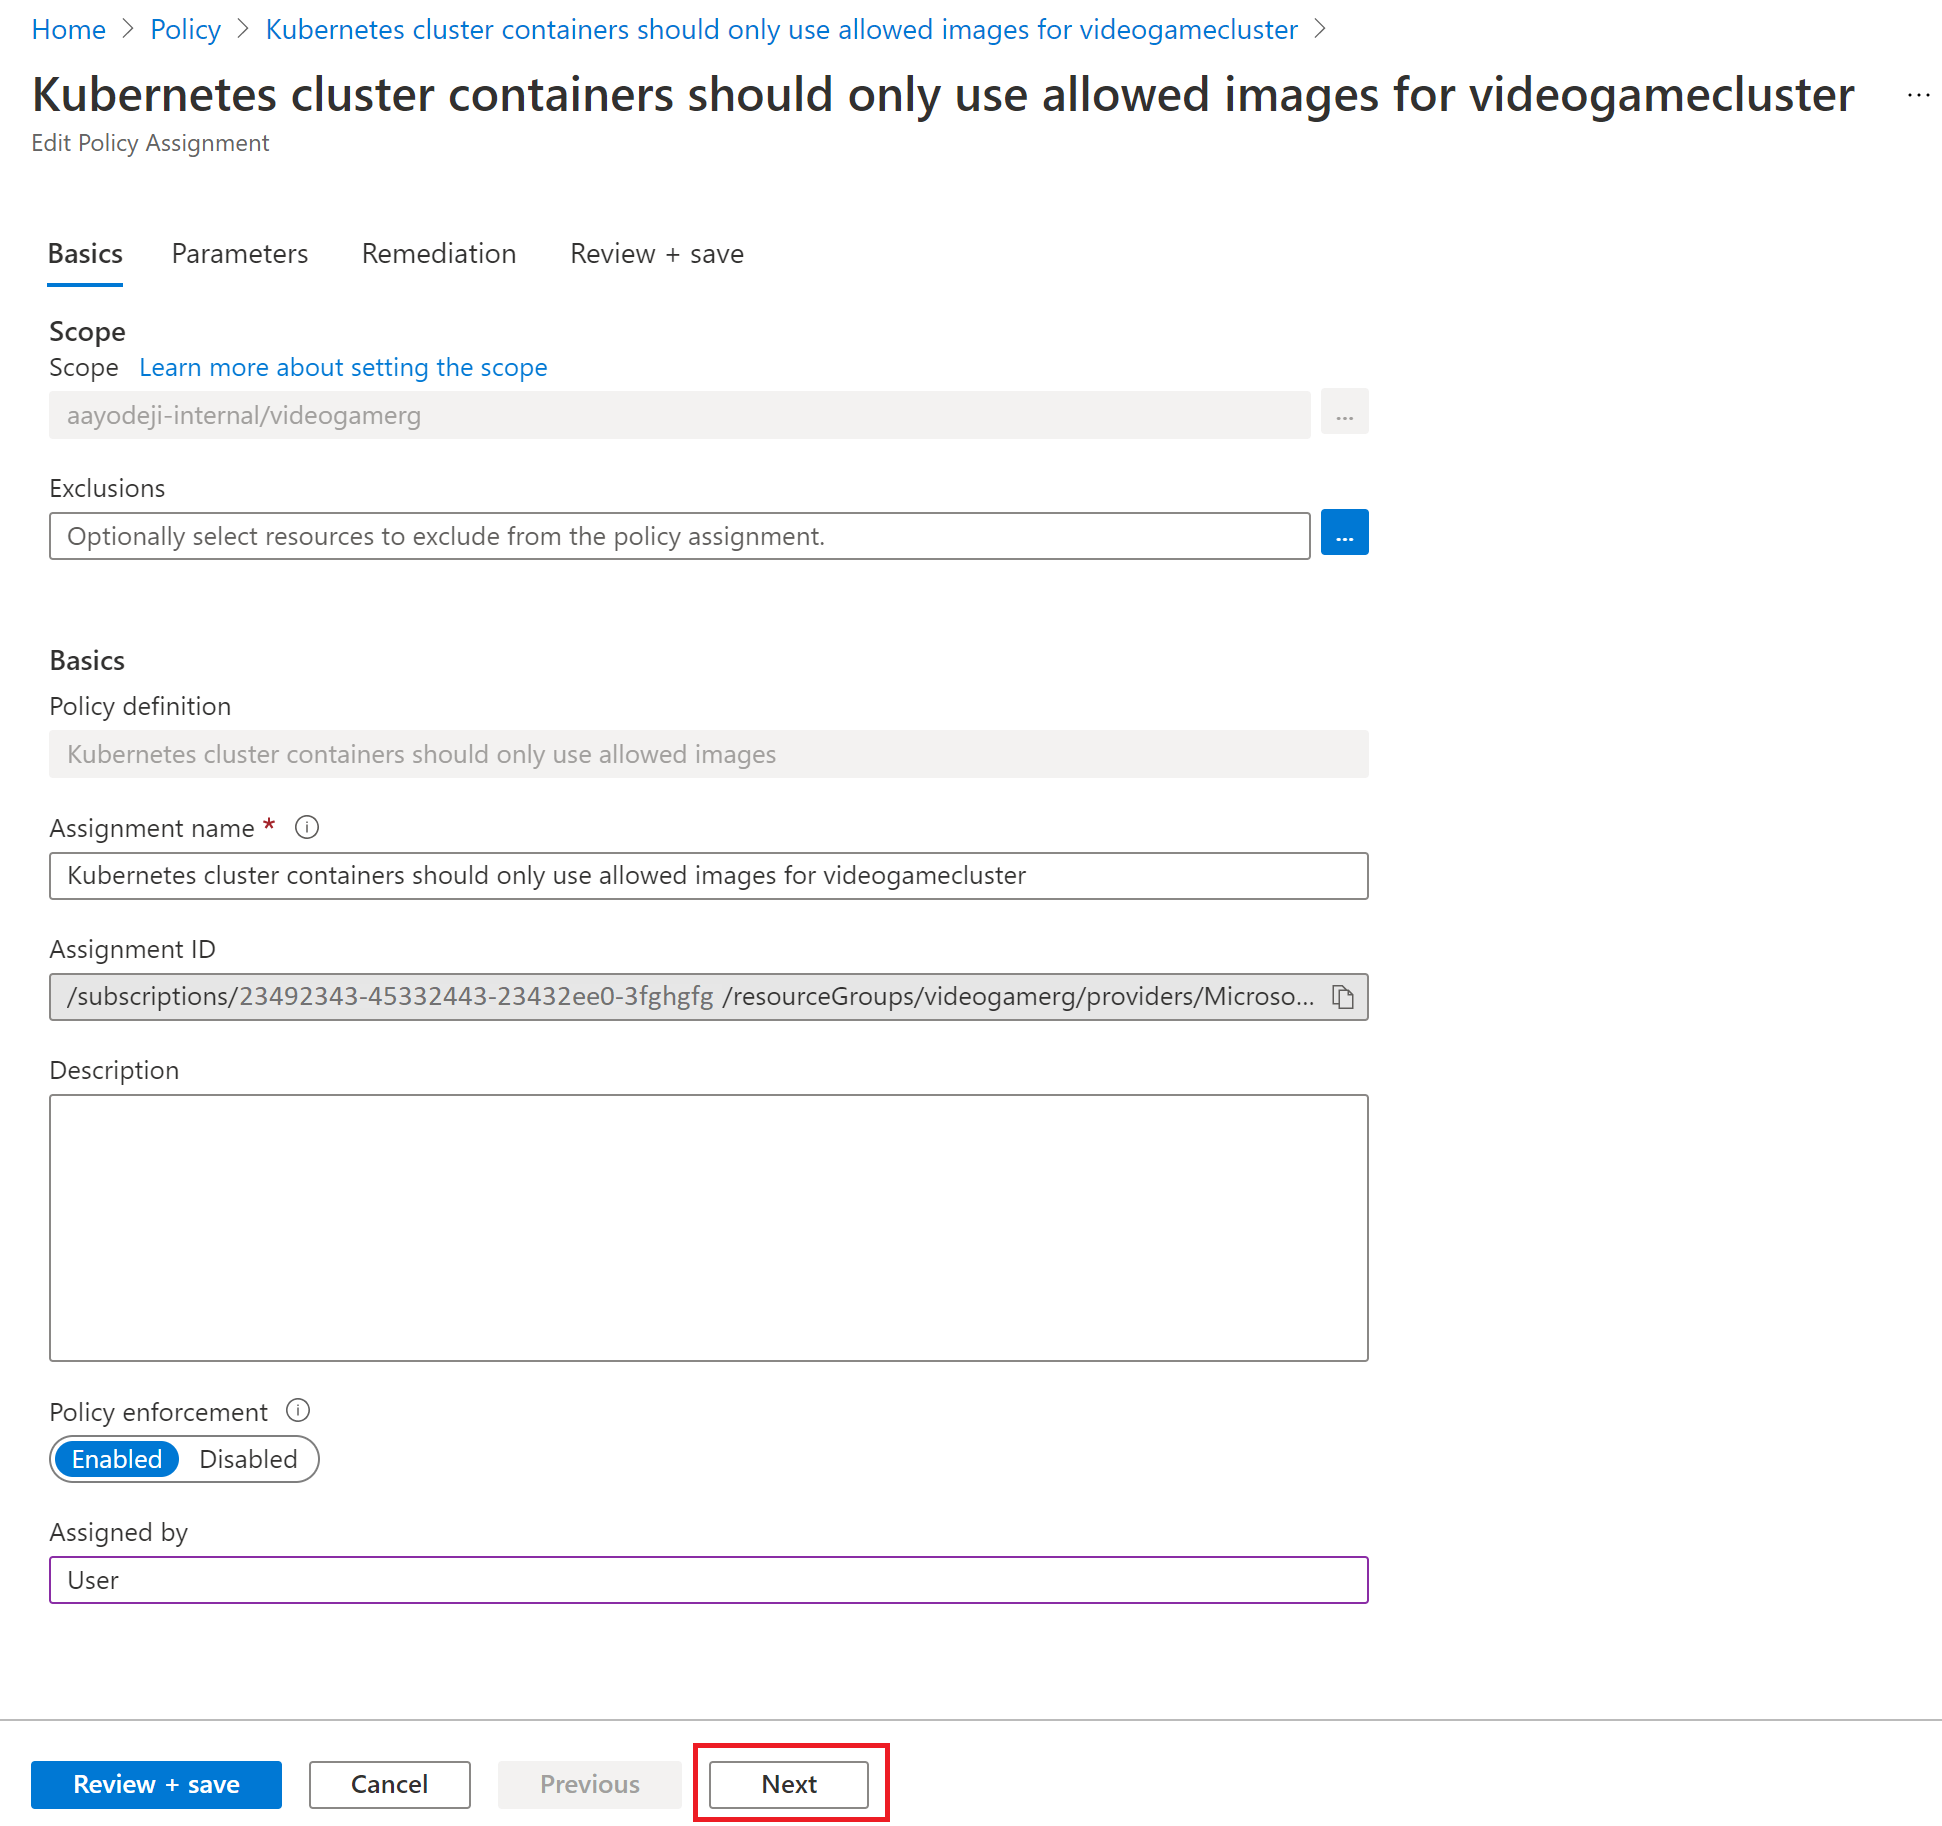 Home > Policy > Kubernetes cluster containers should only use allowed images for videogamecluster >
Kubernetes cluster containers should only use allowed images for videogamecluster ...
Edit Policy Assignment
Basics Parameters Remediation Review + save
Scope
Scope Learn more about setting the scope
aayodeji-internal/videogamerg ...
Exclusions
Optionally select resources to exclude from the policy assignment. ...
Basics
Policy definition
Kubernetes cluster containers should only use allowed images
Assignment name *
Kubernetes cluster containers should only use allowed images for videogamecluster
Assignment ID
/subscriptions/23492343-45332443-23432ee0-3fghgfg /resourceGroups/videogamerg/providers/Microso...
Description
Policy enforcement
Enabled Disabled
Assigned by
User
Review + save Cancel Previous Next